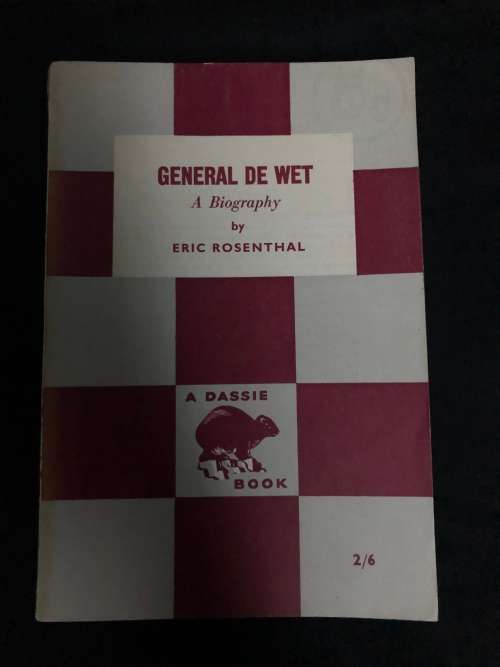 GENERAL DE WET
A Biography
by
ERIC ROSENTHAL
A DASSIE
BOOK
2/6